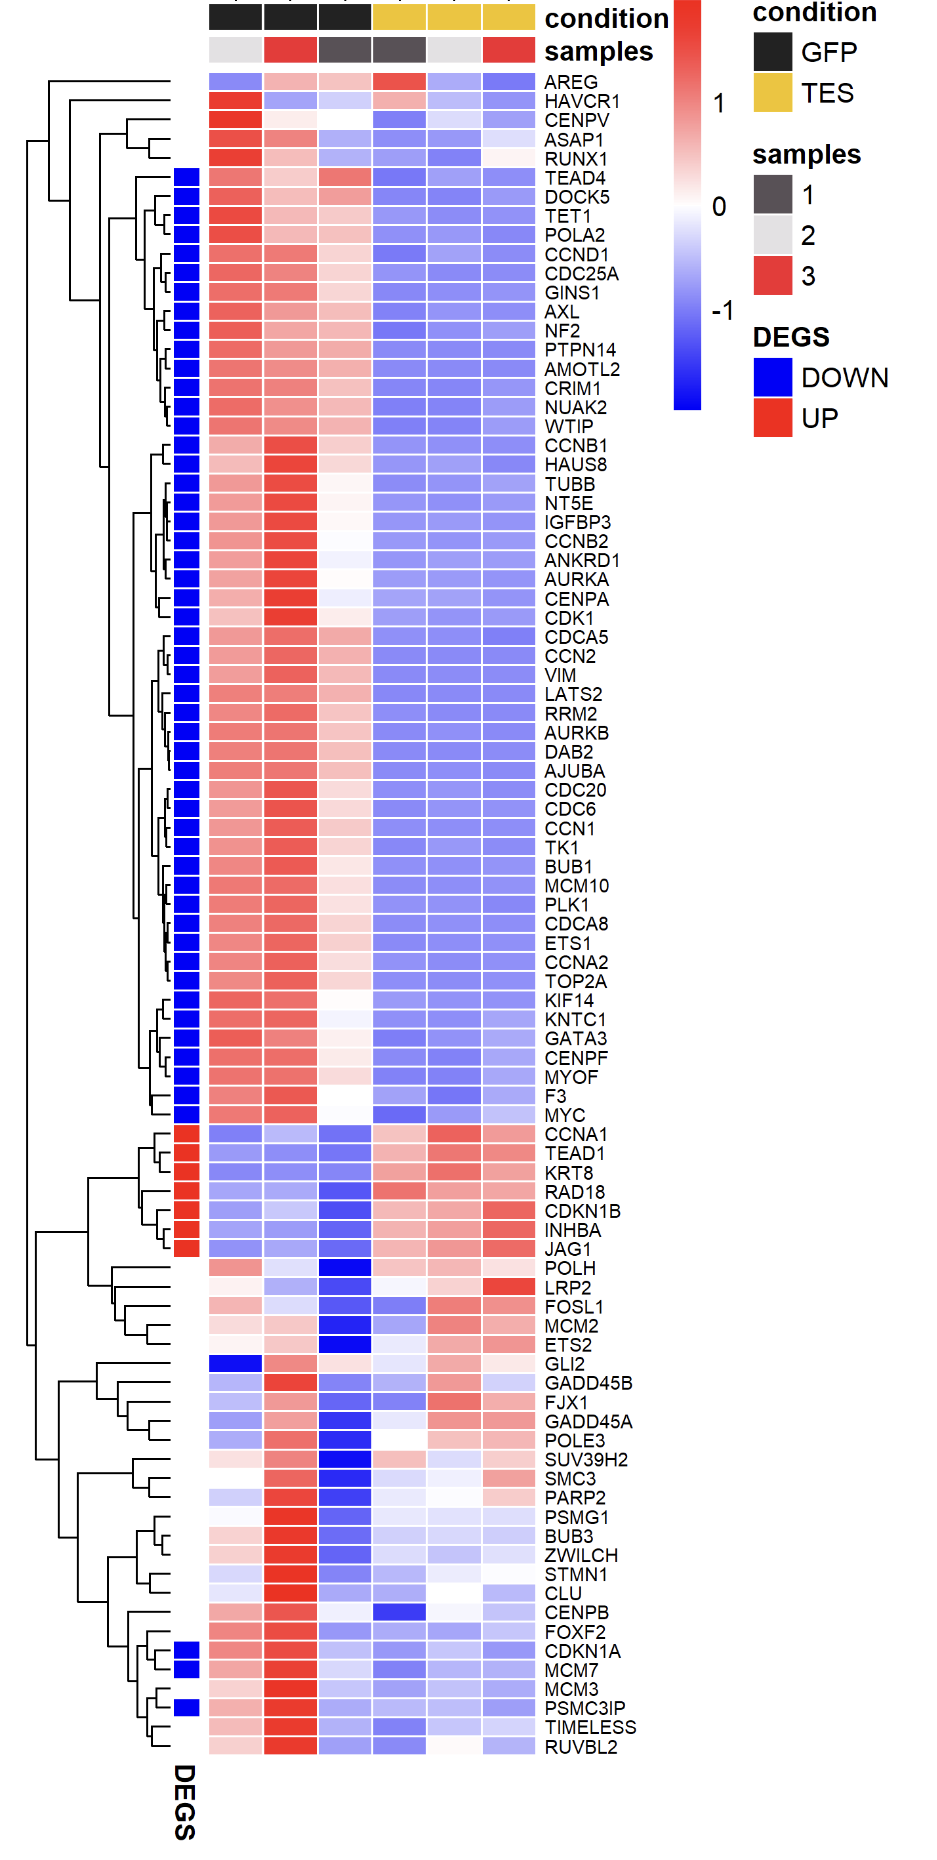 condition
samples
AREG
HAVCR1
CENPV
ASAP1
RUNX1
TEAD4
DOCK5
TET1
POLA2
CCND1
CDC25A
GINS1
AXL
NF2
PTPN14
AMOTL2
CRIM1
NUAK2
WTIP
CCNB1
HAUS8
TUBB
NT5E
IGFBP3
CCNB2
ANKRD1
AURKA
CENPA
CDK1
CDCA5
CCN2
VIM
LATS2
RRM2
AURKB
DAB2
AJUBA
CDC20
CDC6
CCN1
TK1
BUB1
MCM10
PLK1
CDCA8
ETS1
CCNA2
TOP2A
KIF14
KNTC1
GATA3
CENPF
MYOF
F3
MYC
CCNA1
TEAD1
KRT8
RAD18
CDKN1B
INHBA
JAG1
POLH
LRP2
FOSL1
MCM2
ETS2
GLI2
GADD45B
FJX1
GADD45A
POLE3
SUV39H2
SMC3
PARP2
PSMG1
BUB3
ZWILCH
STMN1
CLU
CENPB
FOXF2
CDKN1A
MCM7
MCM3
PSMC3IP
TIMELESS
RUVBL2
DEGS
1
0
-1
condition
GFP
TES
samples
1
2
3
DEGS
DOWN
UP